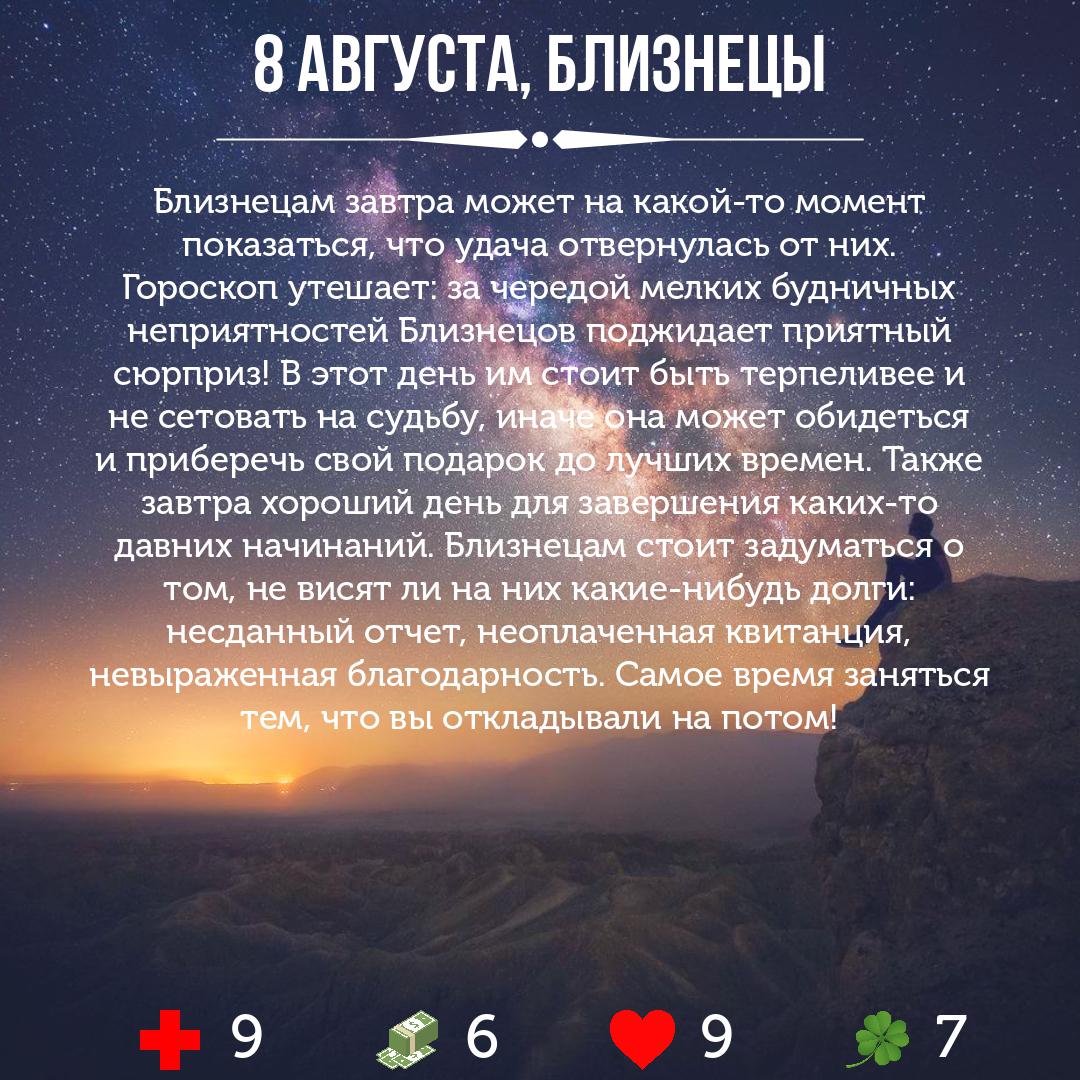 8 АВГУСТА, БЛИЗНЕЦЫ
Близнецам завтра может на какой-то момент
показаться, что удача отвернулась от них.
Гороскоп утешает: за чередой мелких будничных
неприятностей Близнецов поджидает приятный
сюрприз! В этот день им стоит быть терпеливее и
не сетовать на судьбу, иначе она может обидеться
и приберечь свой подарок до лучших времен. Также
завтра хороший день для завершения каких-то
давних начинаний. Близнецам стоит задуматься о
том, не висят ли на них какие-нибудь долги:
несданный отчет, неоплаченная квитанция,
невыраженная благодарность. Самое время заняться
тем, что вы откладывали на потом!
9 6 9 7